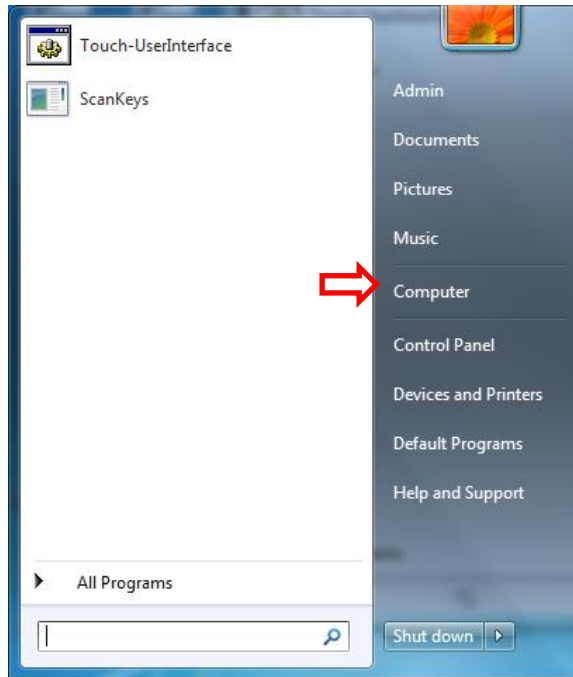 Touch-UserInterface
ScanKeys
All Programs
Admin
Documents
Pictures
Music
Computer
Control Panel
Devices and Printers
Default Programs
Help and Support
Shut down